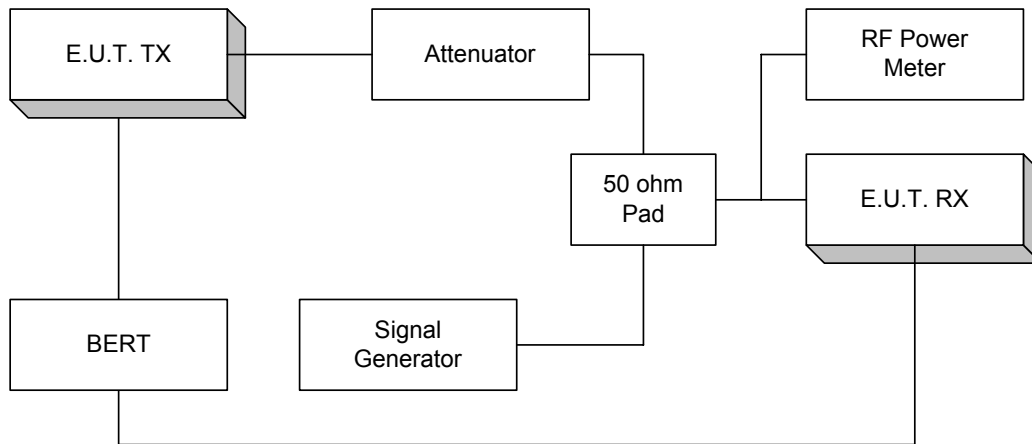 E.U.T. TX
Attenuator
RF Power
Meter
50 ohm
Pad
E.U.T. RX
BERT
Signal
Generator